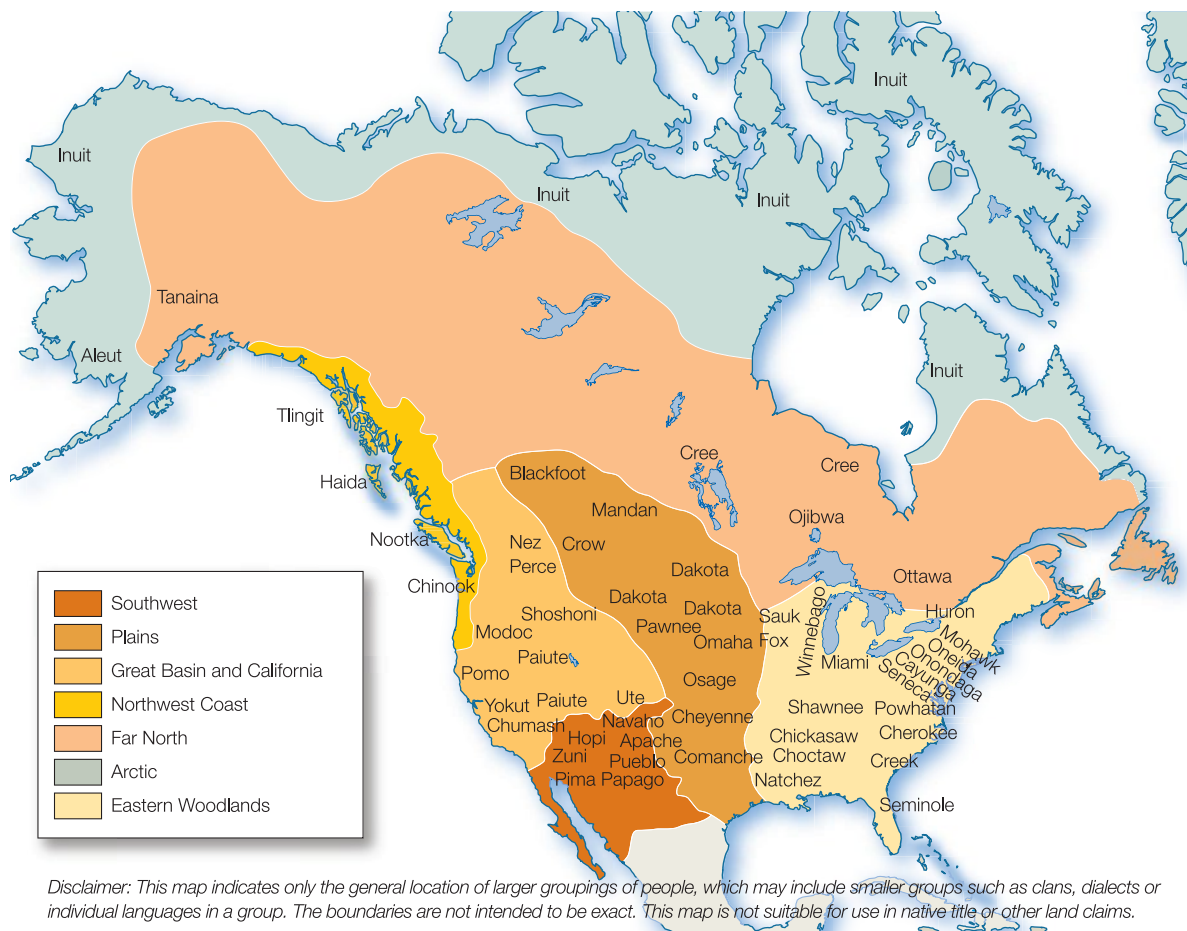 Inuit
Inuit
Inuit
Inuit
Tanaina
Aleut
Inuit
Tlingit
Haida
Blackfoot
Cree
Cree
Mandan
Ojibwa
Nootka
Nez
Perce
Crow
Chinook
Dakota
Ottawa
Dakota
Dakota
Huron
Shoshoni
Sauk
Fox
Winnebago
Modoc
Pawnee
Omaha
Mohawk
Oneida
Onondaga
Cayunga
Seneca
Paiute
Miami
Pomo
Osage
Yokut
Paiute
Ute
Shawnee
Powhatan
Chumash
Navaho
Cheyenne
Hopi
Apache
Chickasaw
Cherokee
Zuni
Pueblo
Comanche
Choctaw
Creek
Pima Papago
Natchez
Seminole
Southwest
Plains
Great Basin and California
Northwest Coast
Far North
Arctic
Eastern Woodlands
Disclaimer: This map indicates only the general location of larger groupings of people, which may include smaller groups such as clans, dialects or
individual languages in a group. The boundaries are not intended to be exact. This map is not suitable for use in native title or other land claims.